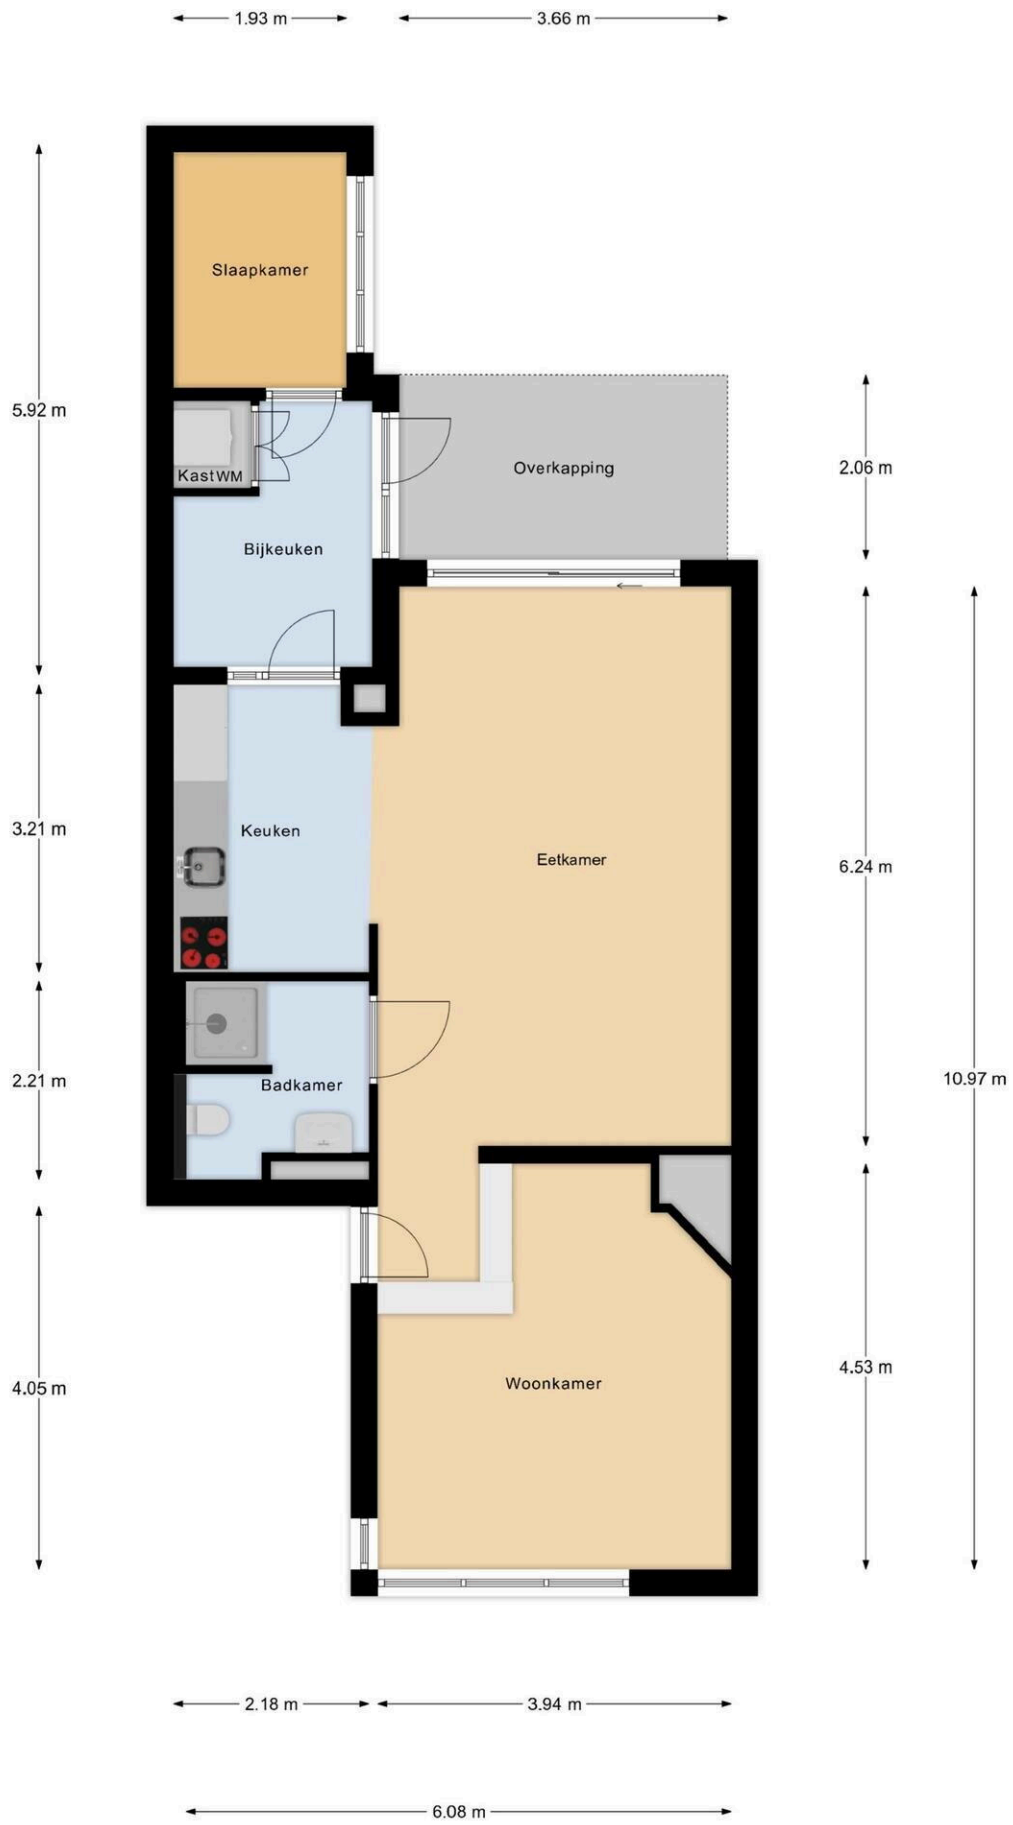 1.93 m
3.66 m
Slaapkamer
5.92 m
Overkapping
2.06 m
KastWM
Bijkeuken
Keuken
3.21 m
Eetkamer
6.24 m
Badkamer
2.21 m
10.97 m
4.05 m
Woonkamer
4.53 m
2.18 m
3.94 m
6.08 m